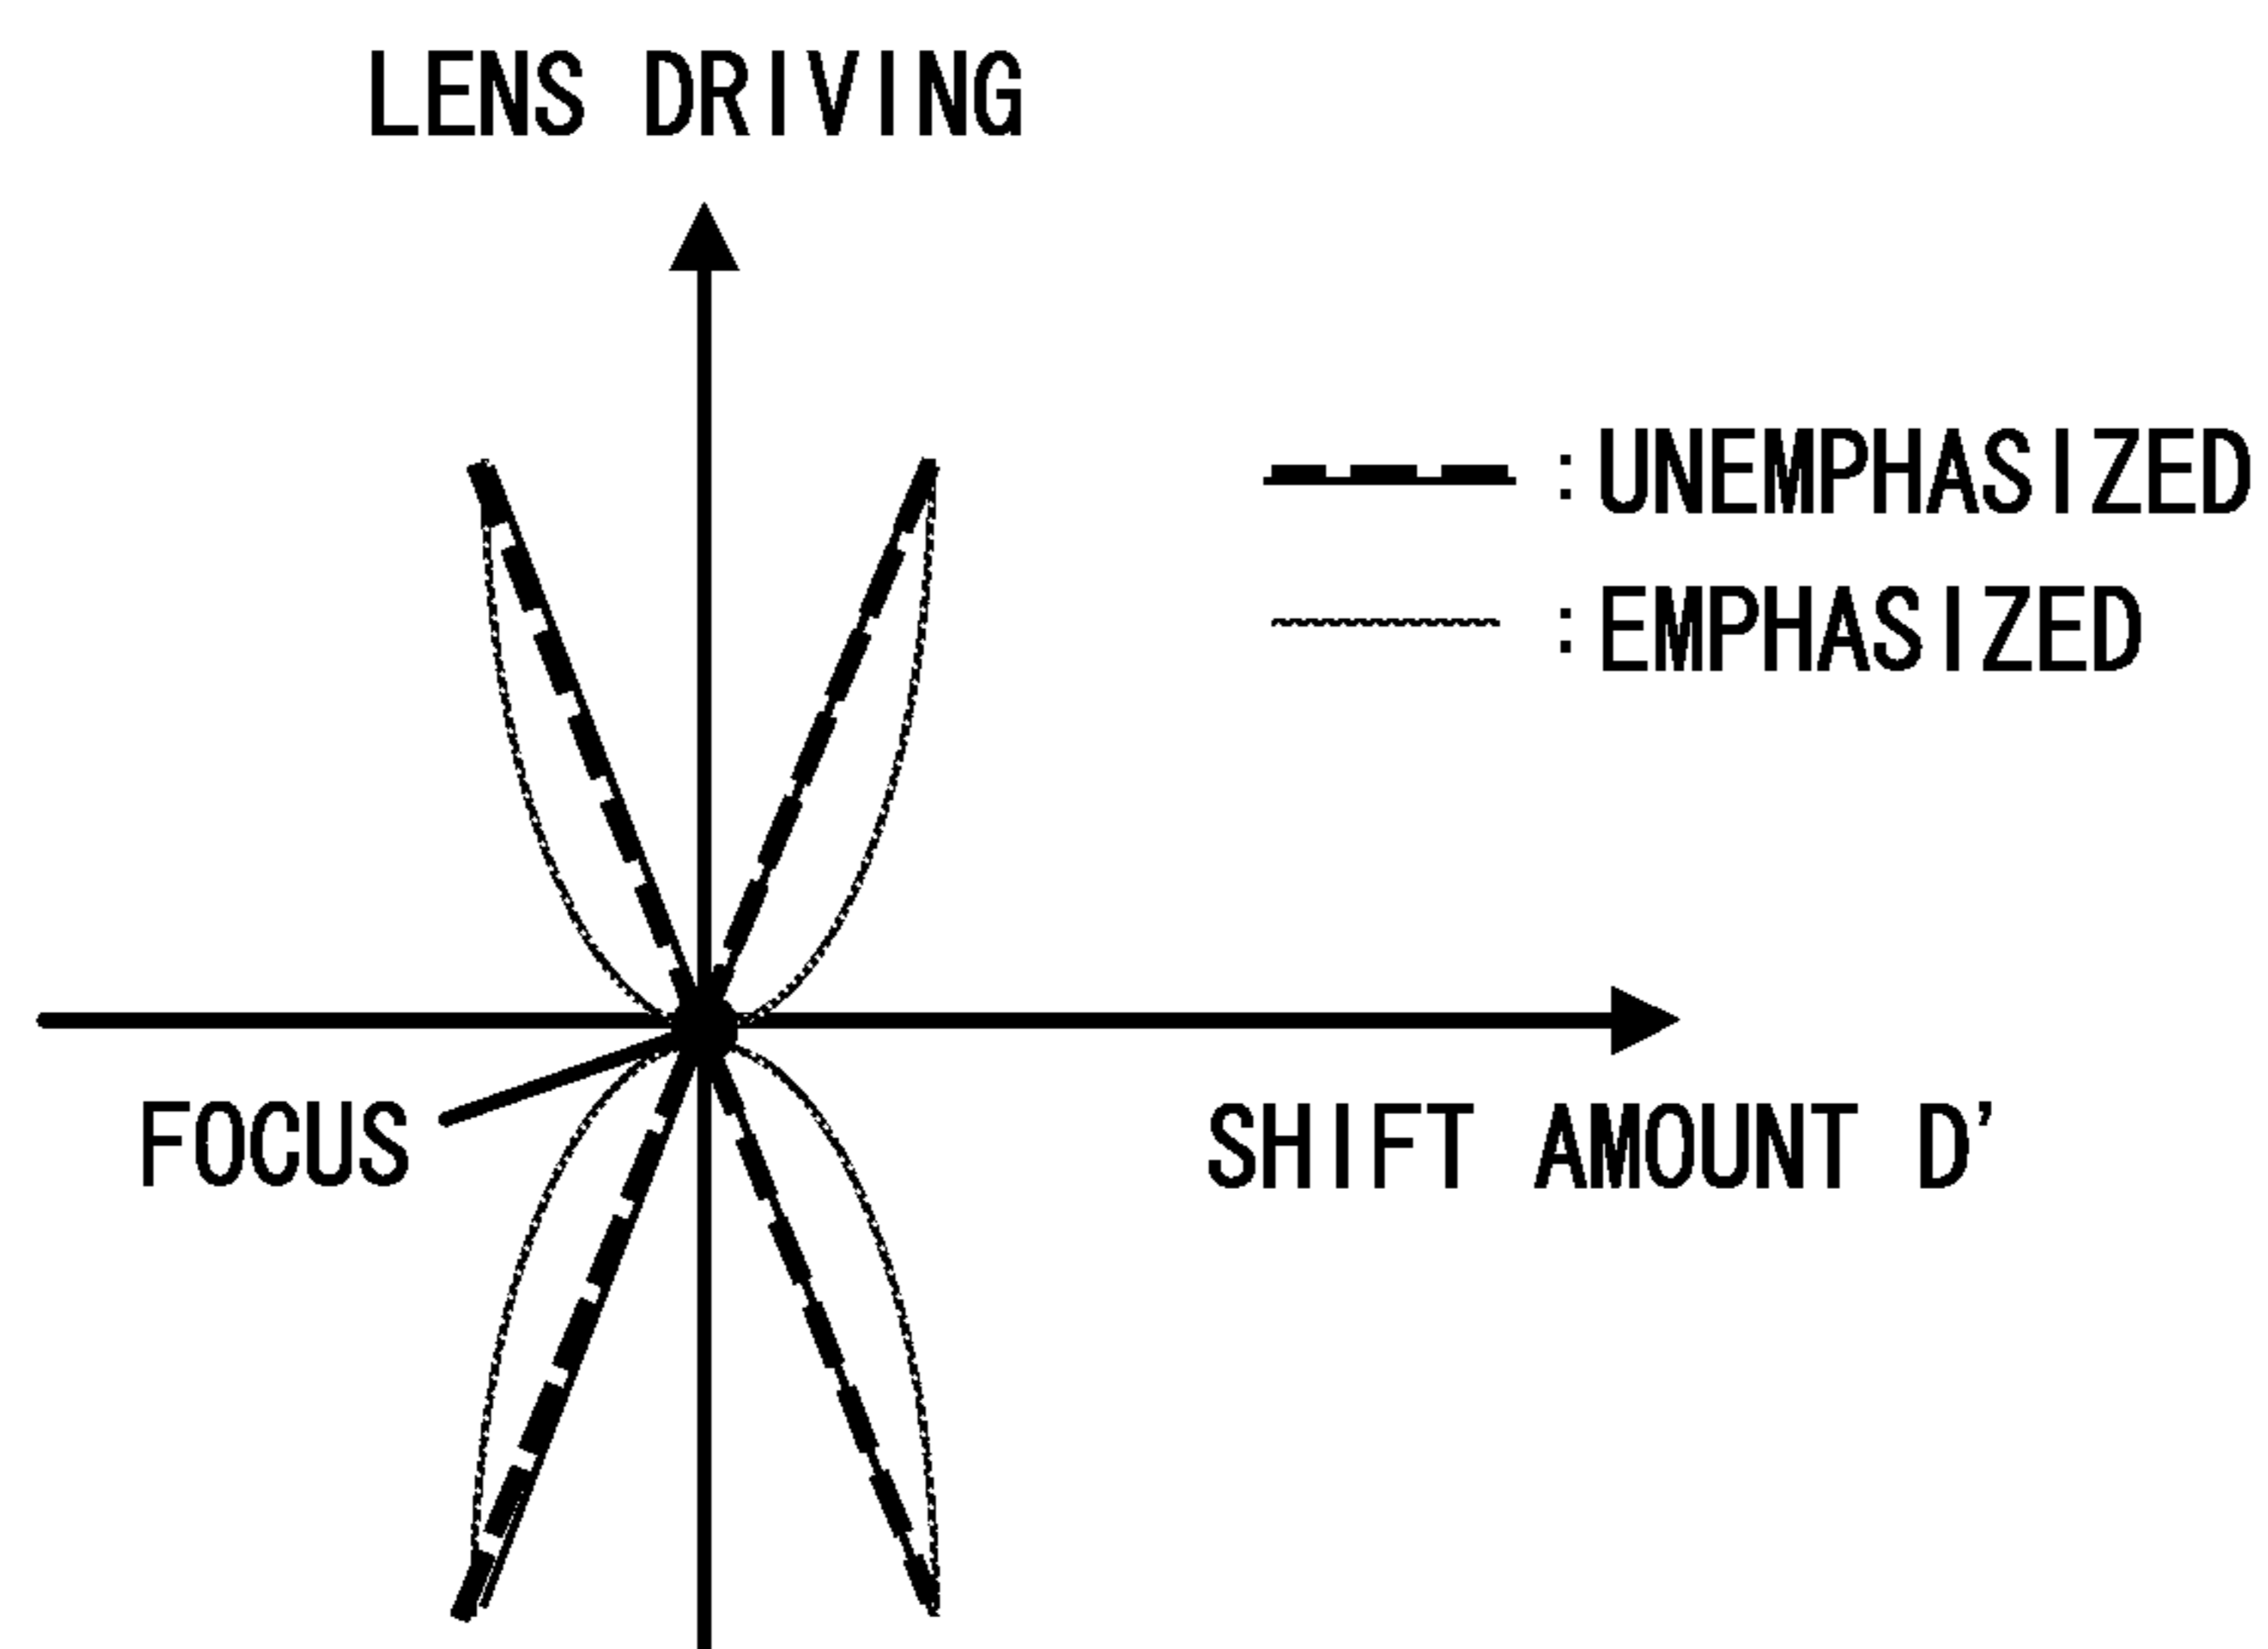 LENS DRIVING
: UNEMPHASIZED
: EMPHASIZED
FOCUS
SHIFT AMOUNT D'